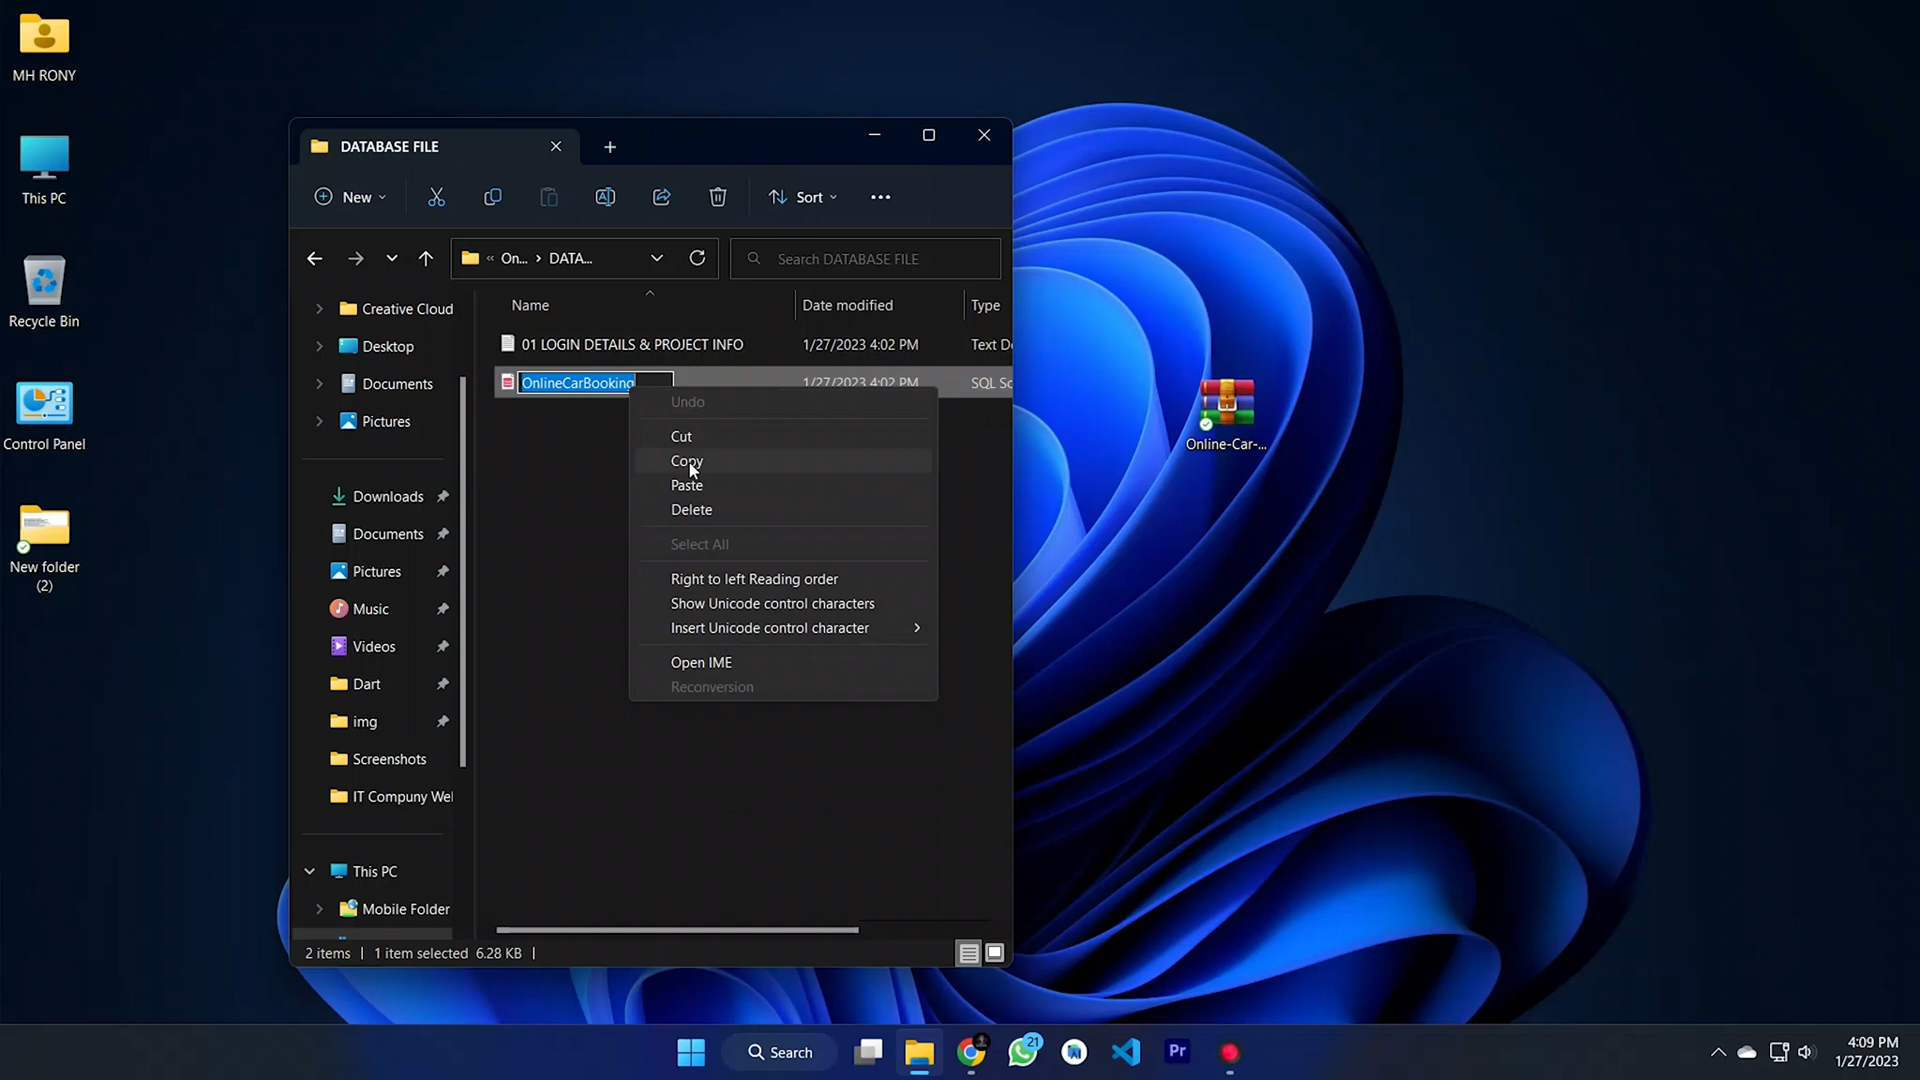 MH RONY
This PC
Recycle Bin
Control Panel
New folder
(2)
DATABASE FILE
New
Sort
On...
DATA...
Search DATABASE FILE
Creative Cloud
Desktop
Documents
Pictures
Downloads
Documents
Pictures
Music
Videos
Dart
img
Screenshots
IT Compuny Wel
This PC
Mobile Folder
Name
Date modified
Type
01 LOGIN DETAILS & PROJECT INFO
1/27/2023 4:02 PM
Text D
OnlineCarBooking
1/27/2023 4:02 PM
SQL Sc
Undo
Cut
Copy
Paste
Delete
Select All
Right to left Reading order
Show Unicode control characters
Insert Unicode control character
Open IME
Reconversion
2 items
1 item selected 6.28 KB
Online-Car-...
Search
21
Pr
4:09 PM
1/27/2023